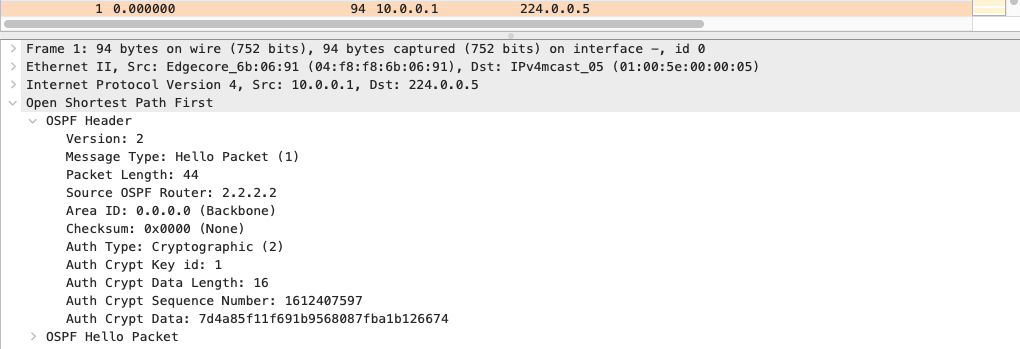 1 0.000000 94 10.0.0.1 224.0.0.5
Frame 1: 94 bytes on wire (752 bits), 94 bytes captured (752 bits) on interface -, id 0
Ethernet II, Src: Edgecore_6b:06:91 (04:f8:f8:6b:06:91), Dst: IPv4mcast_05 (01:00:5e:00:00:05)
Internet Protocol Version 4, Src: 10.0.0.1, Dst: 224.0.0.5
Open Shortest Path First
OSPF Header
Version: 2
Message Type: Hello Packet (1)
Packet Length: 44
Source OSPF Router: 2.2.2.2
Area ID: 0.0.0.0 (Backbone)
Checksum: 0x0000 (None)
Auth Type: Cryptographic (2)
Auth Crypt Key id: 1
Auth Crypt Data Length: 16
Auth Crypt Sequence Number: 1612407597
Auth Crypt Data: 7d4a85f11f691b9568087fba1b126674
OSPF Hello Packet